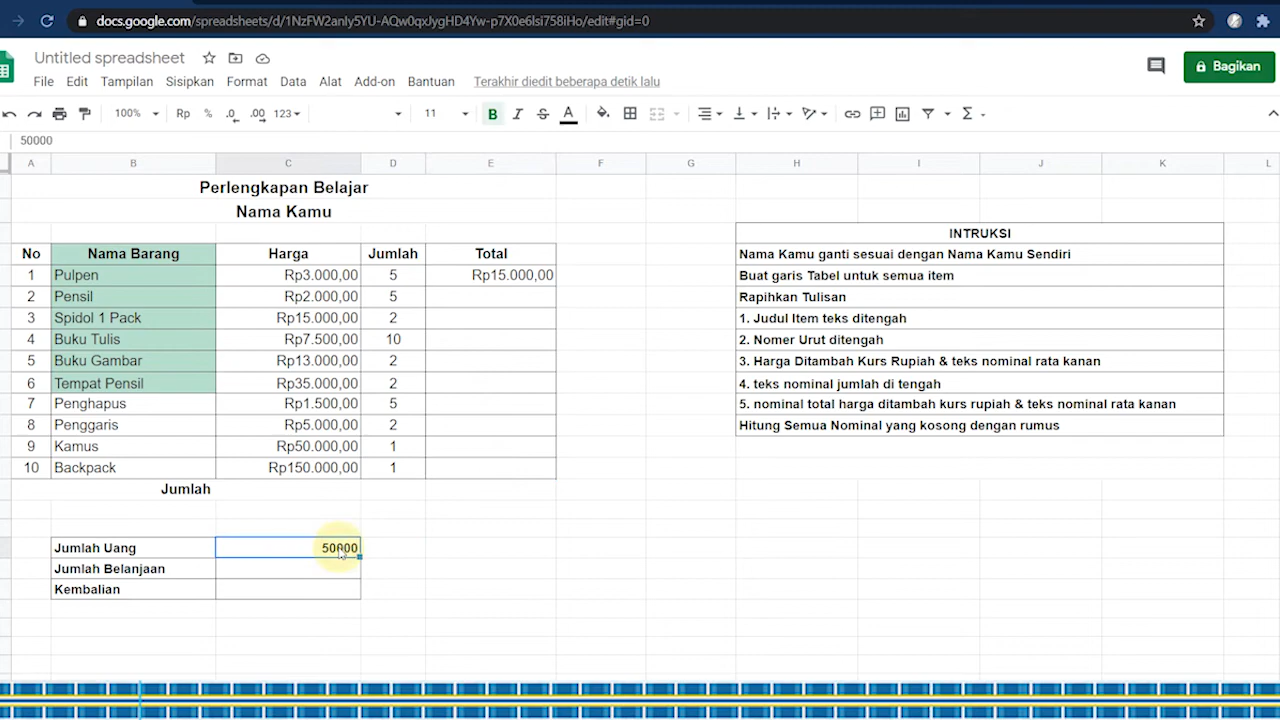 docs.google.com/spreadsheets/d/1NzFW2anIy5YU-AQw0qxJygHD4Yw-p7X0e6lsi758iHo/edit#gid=0
Untitled spreadsheet
File Edit Tampilan Sisipkan Format Data Alat Add-on Bantuan Terakhir diedit beberapa detik lalu
Bagikan
100% Rp % .0 .00 123 11 B I S A Σ
50000
A B C D E F G H I J K L
Perlengkapan Belajar
Nama Kamu
No Nama Barang Harga Jumlah Total
1 Pulpen Rp3.000,00 5 Rp15.000,00
2 Pensil Rp2.000,00 5
3 Spidol 1 Pack Rp15.000,00 2
4 Buku Tulis Rp7.500,00 10
5 Buku Gambar Rp13.000,00 2
6 Tempat Pensil Rp35.000,00 2
7 Penghapus Rp1.500,00 5
8 Penggaris Rp5.000,00 2
9 Kamus Rp50.000,00 1
10 Backpack Rp150.000,00 1
Jumlah
Jumlah Uang 50000
Jumlah Belanjaan
Kembalian
INTRUKSI
Nama Kamu ganti sesuai dengan Nama Kamu Sendiri
Buat garis Tabel untuk semua item
Rapihkan Tulisan
1. Judul Item teks ditengah
2. Nomer Urut ditengah
3. Harga Ditambah Kurs Rupiah & teks nominal rata kanan
4. teks nominal jumlah di tengah
5. nominal total harga ditambah kurs rupiah & teks nominal rata kanan
Hitung Semua Nominal yang kosong dengan rumus